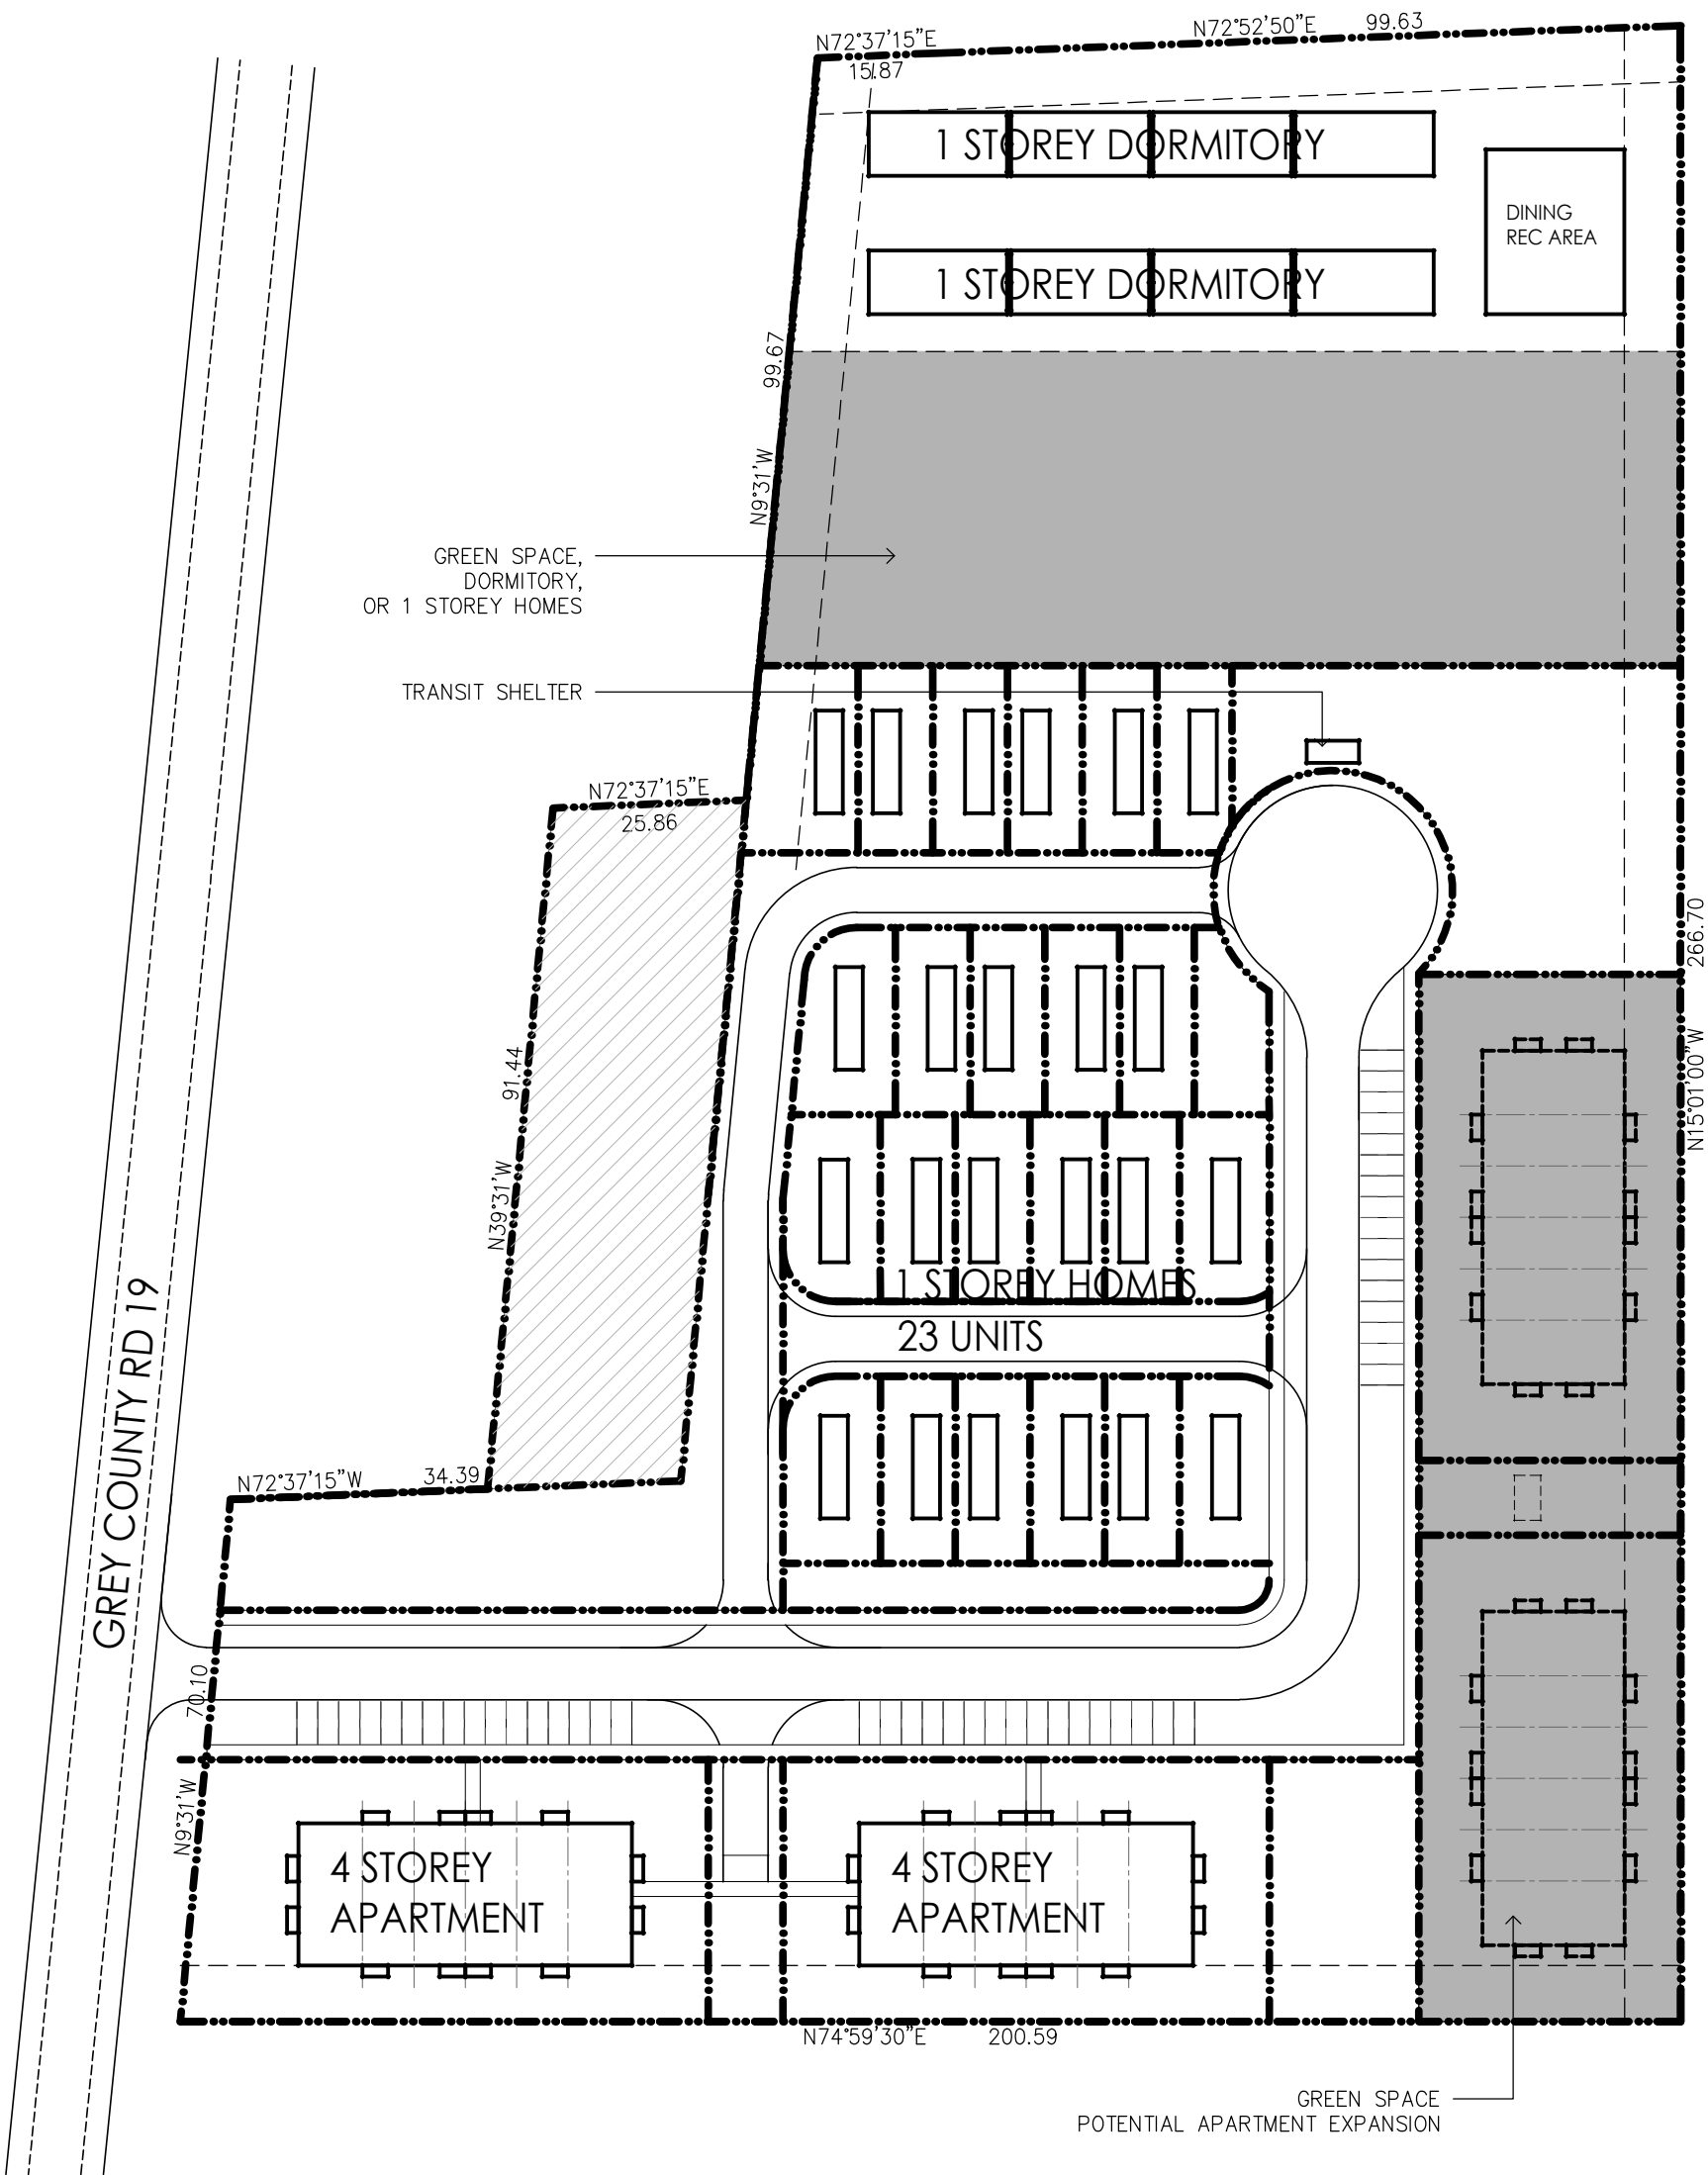 N72°37'15"E
N72°52'50"E
99.63
15.87
1 STOREY DORMITORY
DINING
REC AREA
1 STOREY DORMITORY
99.67
N9°31'W
GREEN SPACE,
DORMITORY,
OR 1 STOREY HOMES
TRANSIT SHELTER
N72°37'15"E
25.86
266.70
N15°01'00"W
91.44
N39°31'W
1 STOREY HOMES
23 UNITS
GREY COUNTY RD 19
N72°37'15"W
34.39
70.10
N9°31'W
4 STOREY
APARTMENT
4 STOREY
APARTMENT
N74°59'30"E
200.59
GREEN SPACE
POTENTIAL APARTMENT EXPANSION